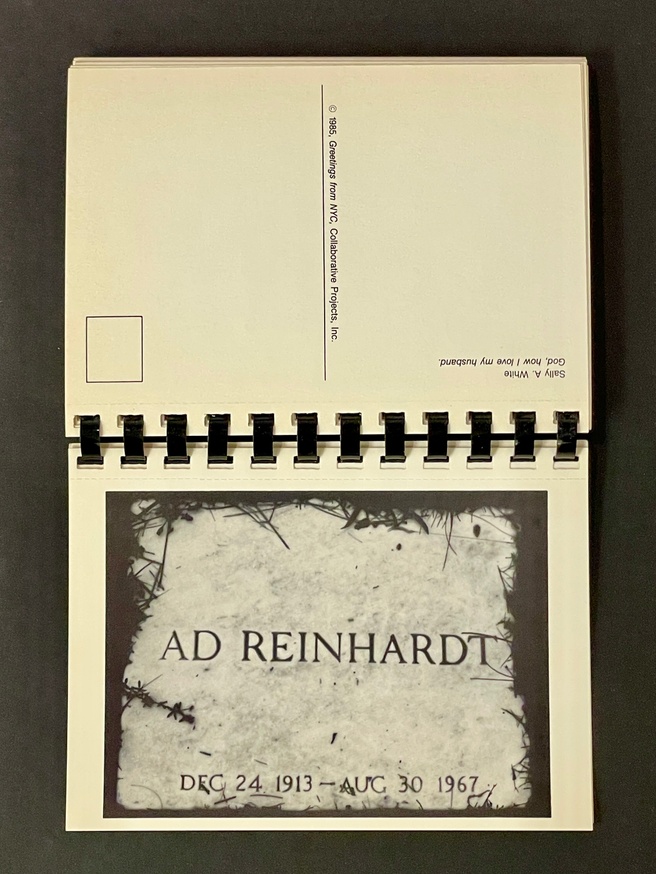 © 1985, Greetings from NYC, Collaborative Projects, Inc.
Sally A. White
God, how I love my husband.
AD REINHARDT
DEC 24 1913 – AUG 30 1967